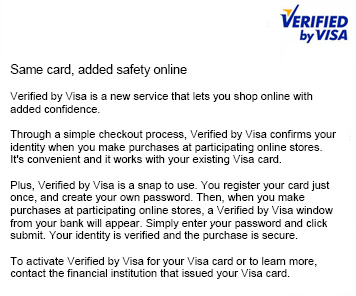 VERIFIED
by VISA
Same card, added safety online
Verified by Visa is a new service that lets you shop online with
added confidence.
Through a simple checkout process, Verified by Visa confirms your
identity when you make purchases at participating online stores.
It's convenient and it works with your existing Visa card.
Plus, Verified by Visa is a snap to use. You register your card just
once, and create your own password. Then, when you make
purchases at participating online stores, a Verified by Visa window
from your bank will appear. Simply enter your password and click
submit. Your identity is verified and the purchase is secure.
To activate Verified by Visa for your Visa card or to learn more,
contact the financial institution that issued your Visa card.